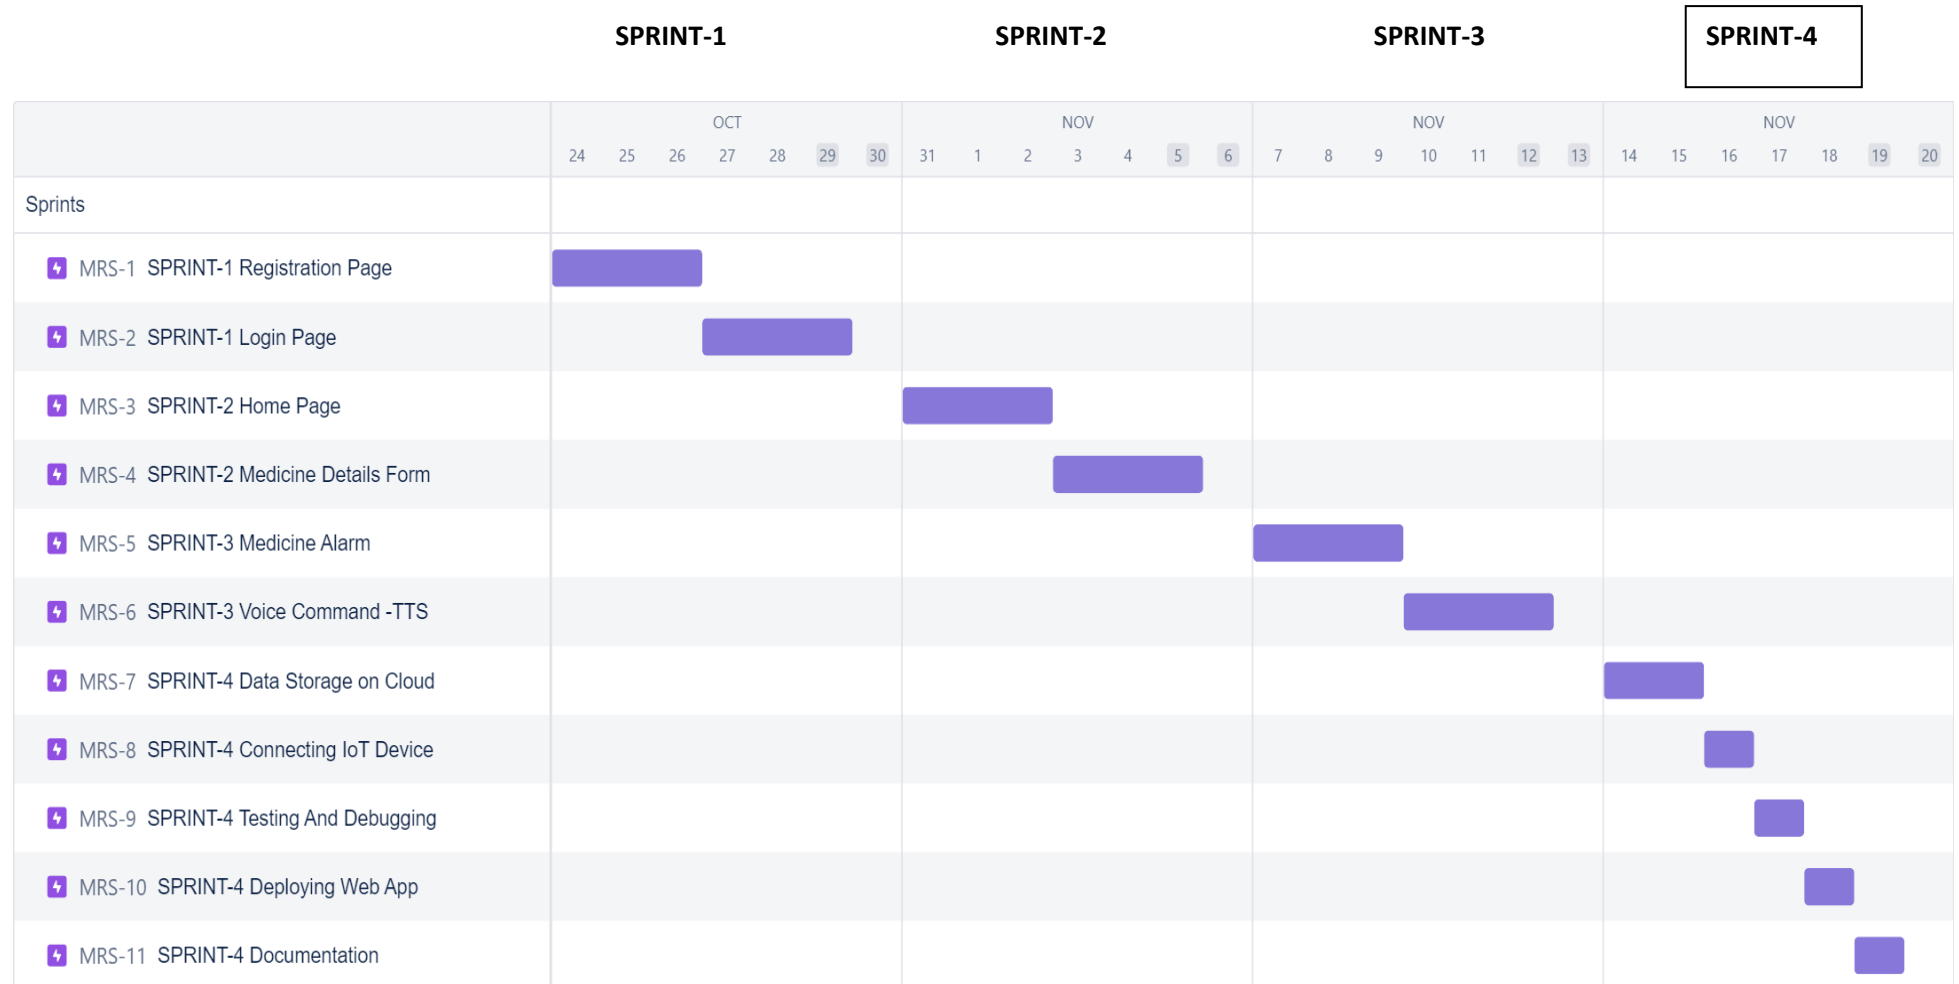 SPRINT-1 SPRINT-2 SPRINT-3 SPRINT-4
OCT NOV NOV NOV
24 25 26 27 28 29 30 31 1 2 3 4 5 6 7 8 9 10 11 12 13 14 15 16 17 18 19 20
Sprints
MRS-1 SPRINT-1 Registration Page
MRS-2 SPRINT-1 Login Page
MRS-3 SPRINT-2 Home Page
MRS-4 SPRINT-2 Medicine Details Form
MRS-5 SPRINT-3 Medicine Alarm
MRS-6 SPRINT-3 Voice Command -TTS
MRS-7 SPRINT-4 Data Storage on Cloud
MRS-8 SPRINT-4 Connecting IoT Device
MRS-9 SPRINT-4 Testing And Debugging
MRS-10 SPRINT-4 Deploying Web App
MRS-11 SPRINT-4 Documentation